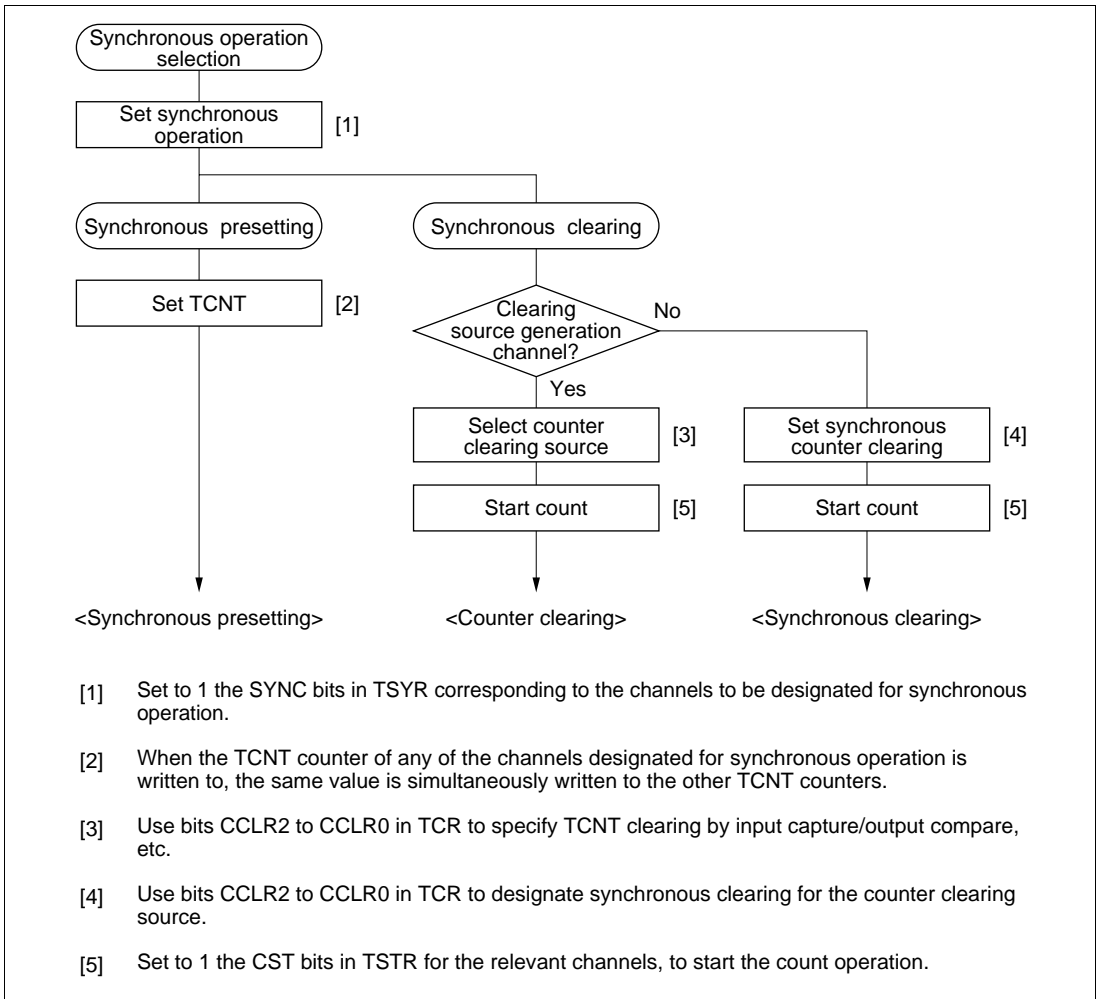 Synchronous operation
selection
Set synchronous
operation
[1]
Synchronous presetting
Synchronous clearing
Set TCNT
[2]
Clearing
source generation
channel?
No
Yes
Select counter
clearing source
[3]
Set synchronous
counter clearing
[4]
Start count
[5]
Start count
[5]
<Synchronous presetting>
<Counter clearing>
<Synchronous clearing>
[1] Set to 1 the SYNC bits in TSYR corresponding to the channels to be designated for synchronous
operation.
[2] When the TCNT counter of any of the channels designated for synchronous operation is
written to, the same value is simultaneously written to the other TCNT counters.
[3] Use bits CCLR2 to CCLR0 in TCR to specify TCNT clearing by input capture/output compare,
etc.
[4] Use bits CCLR2 to CCLR0 in TCR to designate synchronous clearing for the counter clearing
source.
[5] Set to 1 the CST bits in TSTR for the relevant channels, to start the count operation.